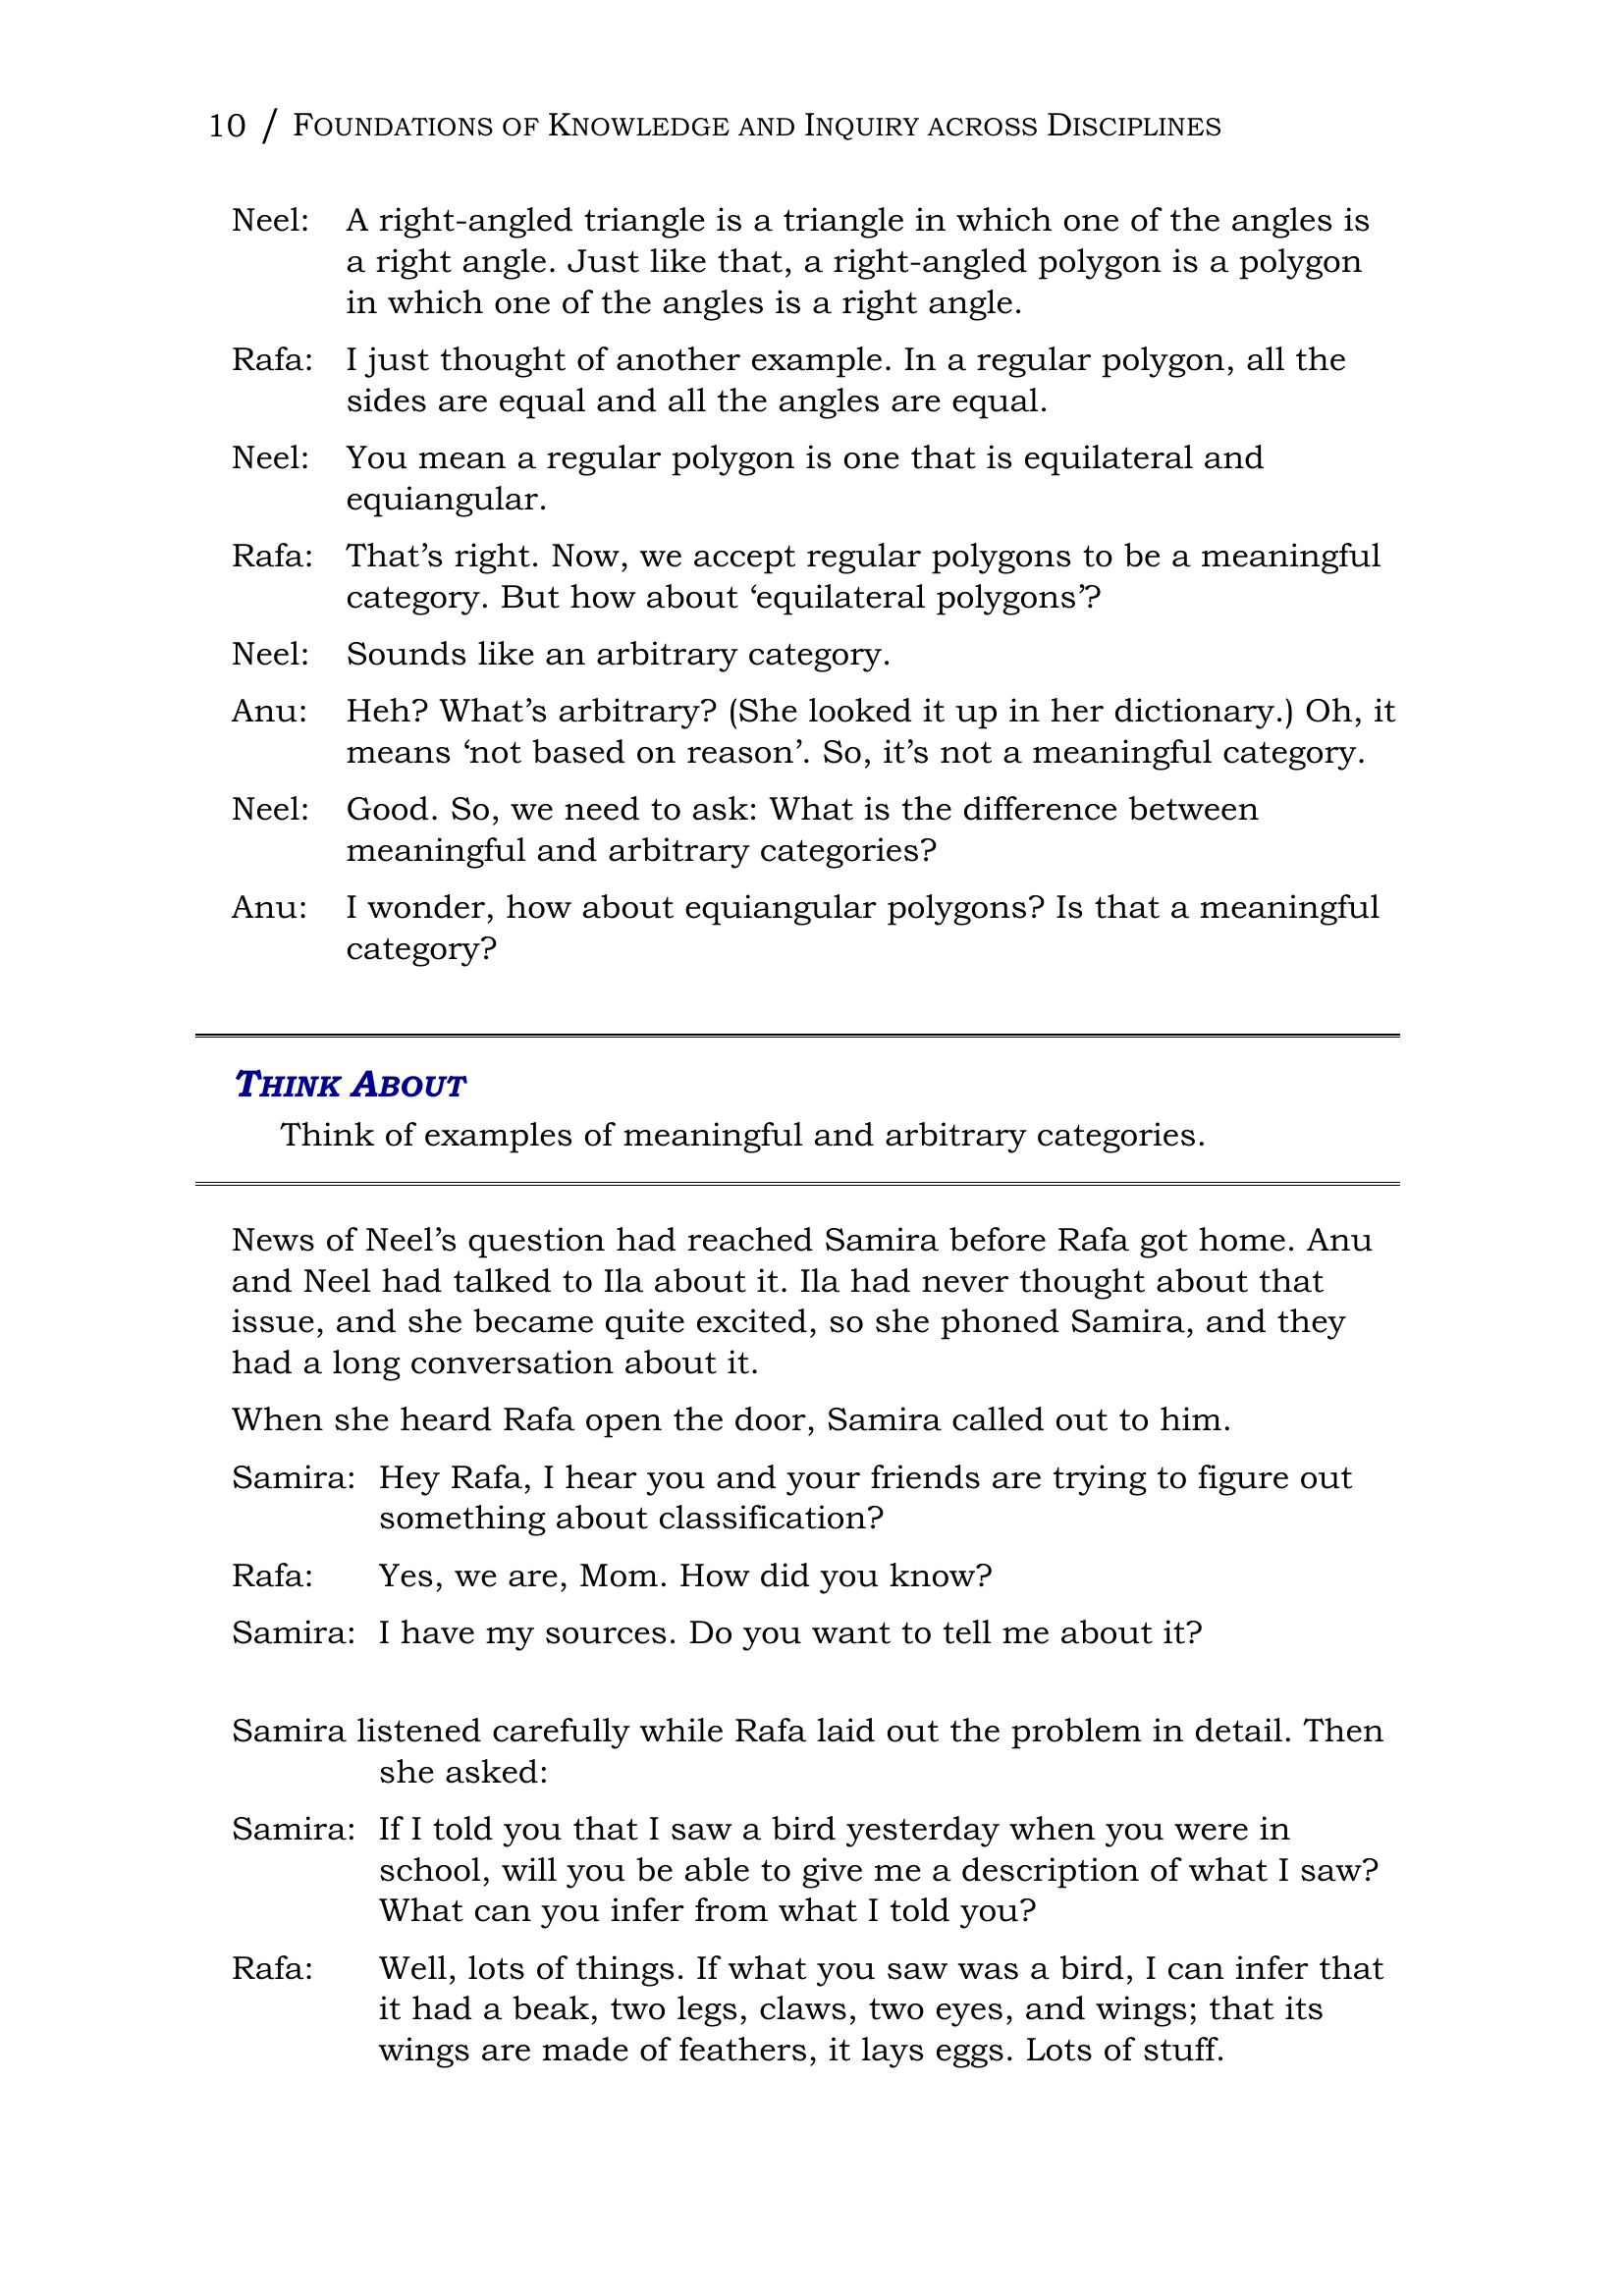 10 / FOUNDATIONS OF KNOWLEDGE AND INQUIRY ACROSS DISCIPLINES
Neel: A right-angled triangle is a triangle in which one of the angles is
a right angle. Just like that, a right-angled polygon is a polygon
in which one of the angles is a right angle.
Rafa: I just thought of another example. In a regular polygon, all the
sides are equal and all the angles are equal.
Neel: You mean a regular polygon is one that is equilateral and
equiangular.
Rafa: That’s right. Now, we accept regular polygons to be a meaningful
category. But how about ‘equilateral polygons’?
Neel: Sounds like an arbitrary category.
Anu: Heh? What’s arbitrary? (She looked it up in her dictionary.) Oh, it
means ‘not based on reason’. So, it’s not a meaningful category.
Neel: Good. So, we need to ask: What is the difference between
meaningful and arbitrary categories?
Anu: I wonder, how about equiangular polygons? Is that a meaningful
category?
THINK ABOUT
Think of examples of meaningful and arbitrary categories.
News of Neel’s question had reached Samira before Rafa got home. Anu
and Neel had talked to Ila about it. Ila had never thought about that
issue, and she became quite excited, so she phoned Samira, and they
had a long conversation about it.
When she heard Rafa open the door, Samira called out to him.
Samira: Hey Rafa, I hear you and your friends are trying to figure out
something about classification?
Rafa: Yes, we are, Mom. How did you know?
Samira: I have my sources. Do you want to tell me about it?
Samira listened carefully while Rafa laid out the problem in detail. Then
she asked:
Samira: If I told you that I saw a bird yesterday when you were in
school, will you be able to give me a description of what I saw?
What can you infer from what I told you?
Rafa: Well, lots of things. If what you saw was a bird, I can infer that
it had a beak, two legs, claws, two eyes, and wings; that its
wings are made of feathers, it lays eggs. Lots of stuff.